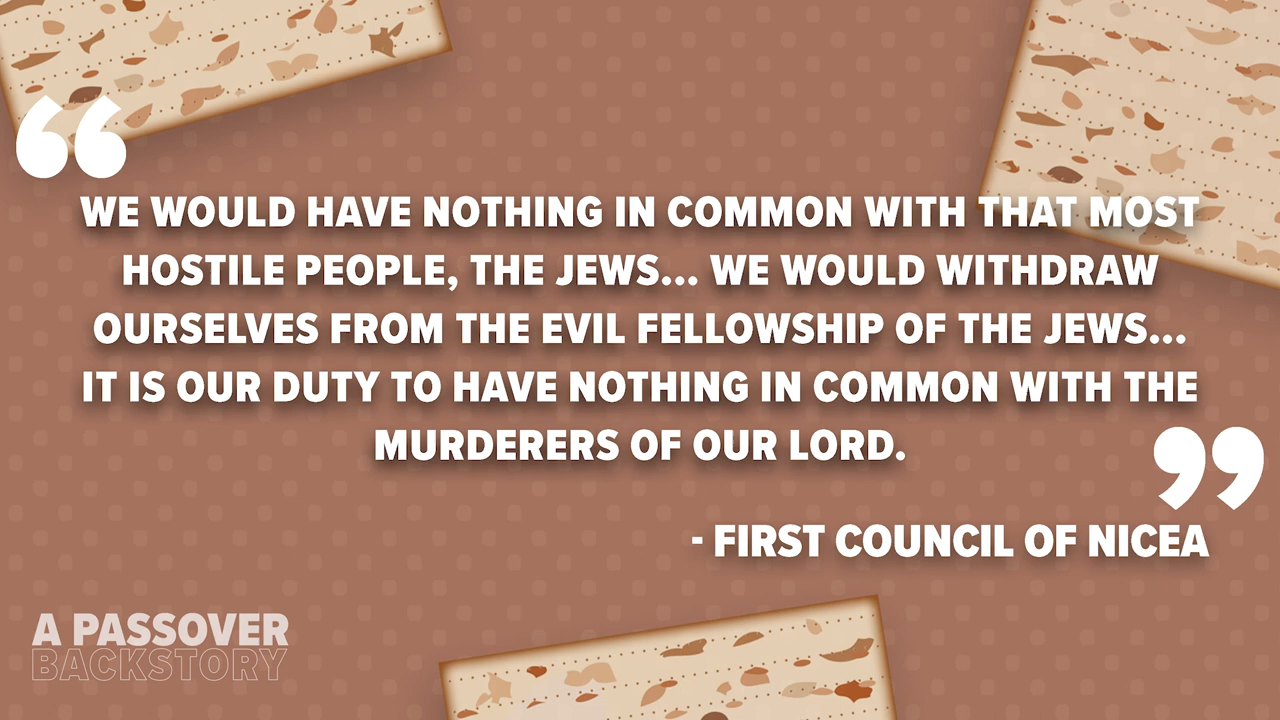 “
WE WOULD HAVE NOTHING IN COMMON WITH THAT MOST
HOSTILE PEOPLE, THE JEWS... WE WOULD WITHDRAW
OURSELVES FROM THE EVIL FELLOWSHIP OF THE JEWS...
IT IS OUR DUTY TO HAVE NOTHING IN COMMON WITH THE
MURDERERS OF OUR LORD.
”
- FIRST COUNCIL OF NICEA
A PASSOVER
BACKSTORY